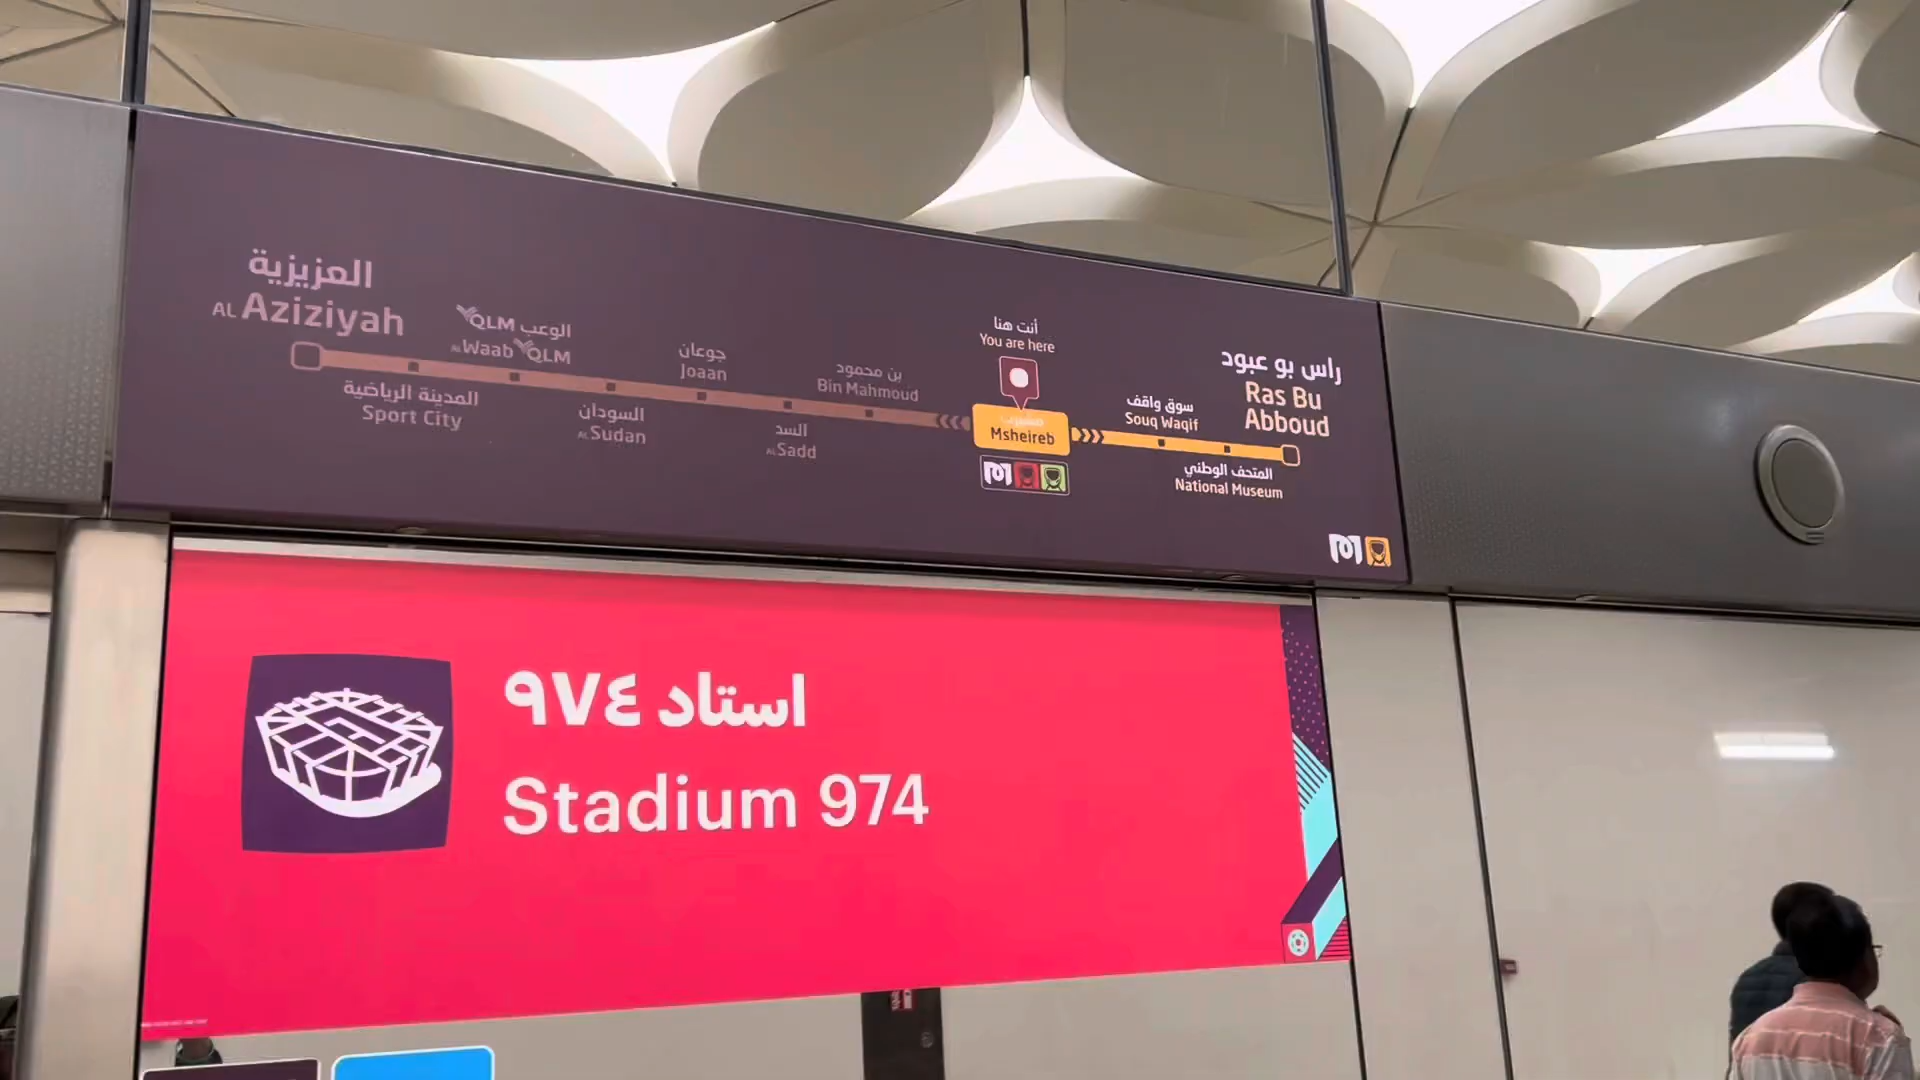 العزيزية
AL Aziziyah
المدينة الرياضية
Sport City
QLM الوعب
AL Waab QLM
السودان
AL Sudan
جوعان
Joaan
السد
AL Sadd
بن محمود
Bin Mahmoud
أنت هنا
You are here
Msheireb
سوق واقف
Souq Waqif
المتحف الوطني
National Museum
راس بو عبود
Ras Bu
Abboud
استاد ٩٧٤
Stadium 974